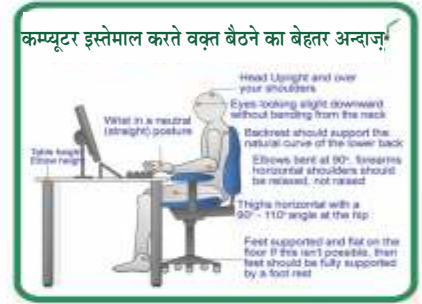 कम्प्यूटर इस्तेमाल करते वक़्त बैठने का बेहतर अन्दाज़
Head Upright and over
your shoulders
Eyes looking slight downward
without bending from the neck
Wrist in a neutral
(straight) posture
Backrest should support the
natural curve of the lower back
Table height
Elbow height
Elbows bent at 90°, forearms
horizontal shoulders should
be relaxed, not raised
Thighs horizontal with a
90° - 110° angle at the hip
Feet supported and flat on the
floor If this isn't possible, then
feet should be fully supported
by a foot rest